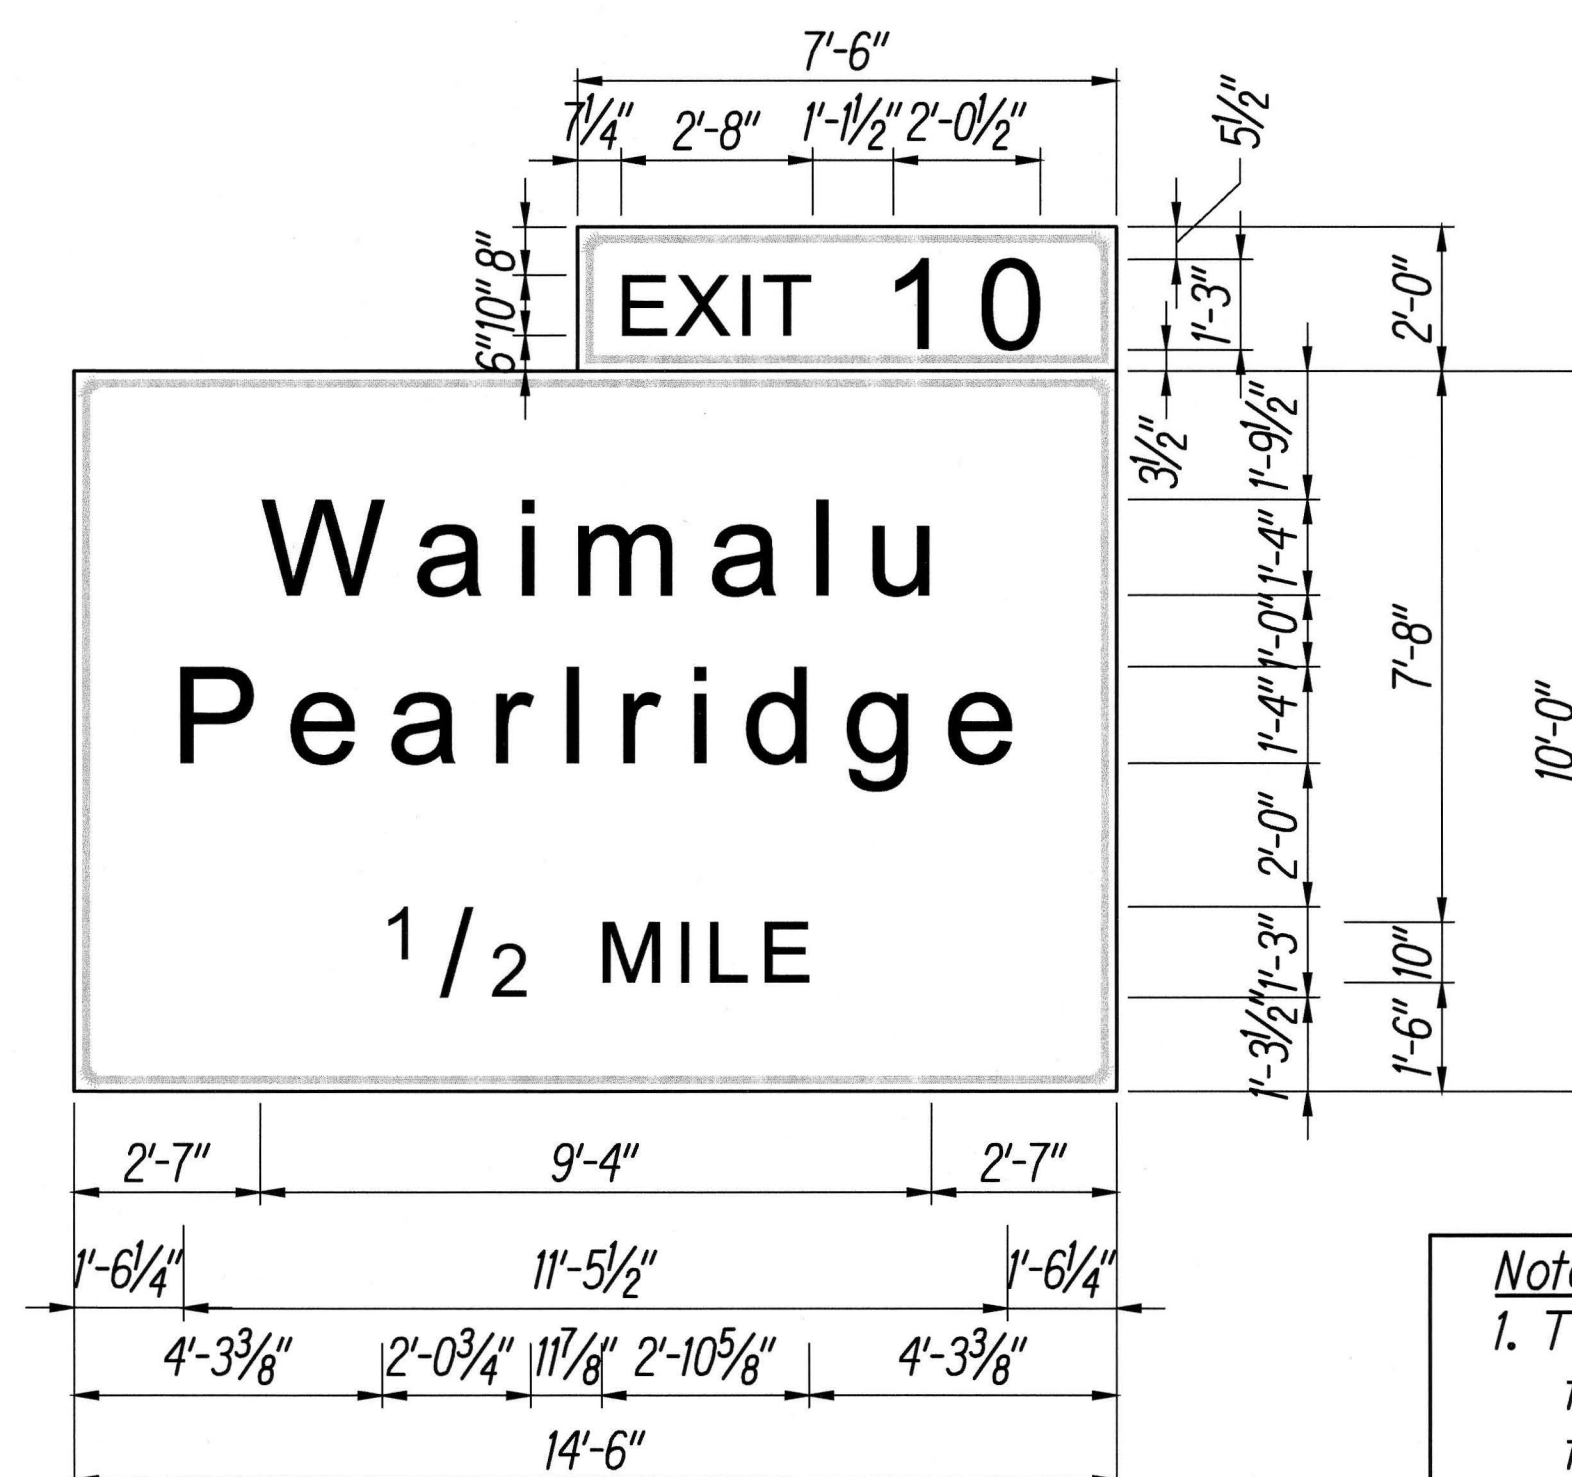 7'-6"
7¼" 2'-8" 1'-1½" 2'-0½"
5½"
6" 10" 8"
EXIT 10
1'-3"
3½"
2'-0"
Waimalu
Pearlridge
½ MILE
1'-9½"
1'-4"
1'-0"
1'-4"
2'-0"
1'-3"
1'-3½"
7'-8"
10"
1'-6"
10'-0"
2'-7" 9'-4" 2'-7"
1'-6¼" 11'-5½" 1'-6¼"
4'-3⅜" 2'-0¾" 11⅞" 2'-10⅝" 4'-3⅜"
14'-6"
1.